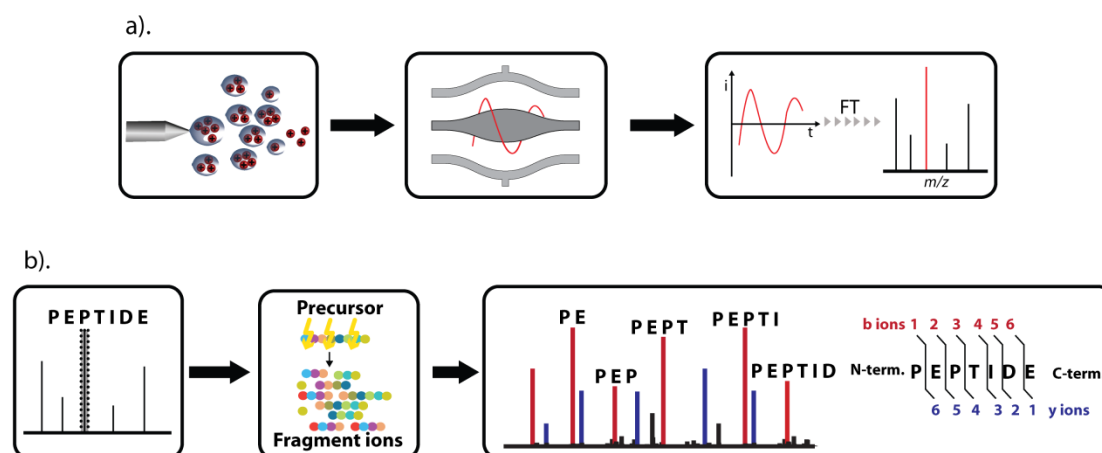 a).
i
t
FT
m/z
b).
PEPTIDE
Precursor
Fragment ions
PE
PEP
PEPT
PEPTI
PEPTID
b ions 1 2 3 4 5 6
N-term. PEPTIDE C-term
6 5 4 3 2 1 y ions